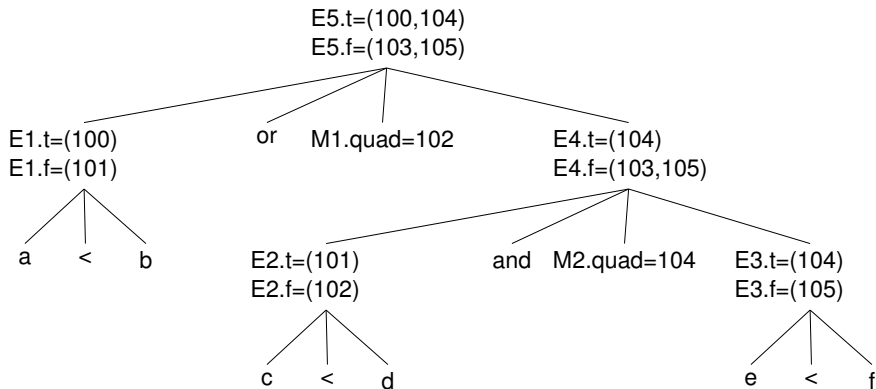 E5.t=(100,104)
E5.f=(103,105)
E1.t=(100)
E1.f=(101)
or
M1.quad=102
E4.t=(104)
E4.f=(103,105)
a
<
b
E2.t=(101)
E2.f=(102)
and
M2.quad=104
E3.t=(104)
E3.f=(105)
c
<
d
e
<
f